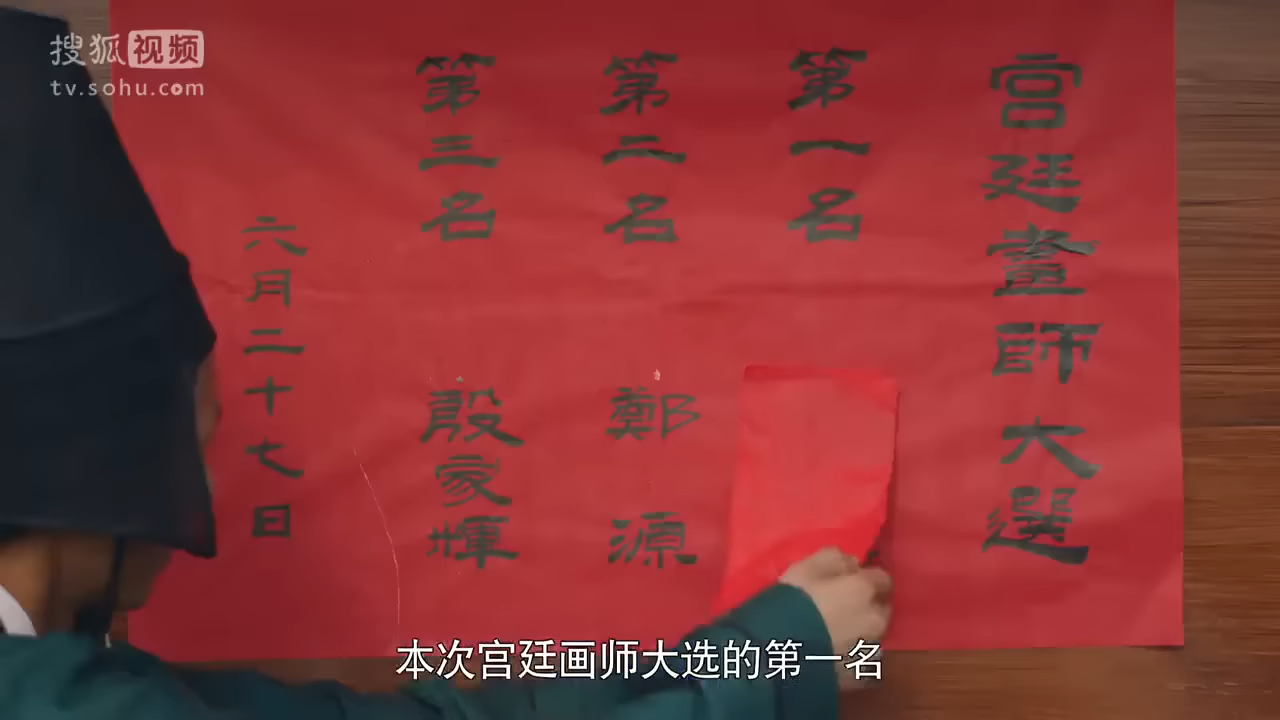 搜狐视频
tv.sohu.com
宫廷畫師大選
第一名
第二名 鄭源
第三名 殷家輝
六月二十七日
本次宫廷画师大选的第一名